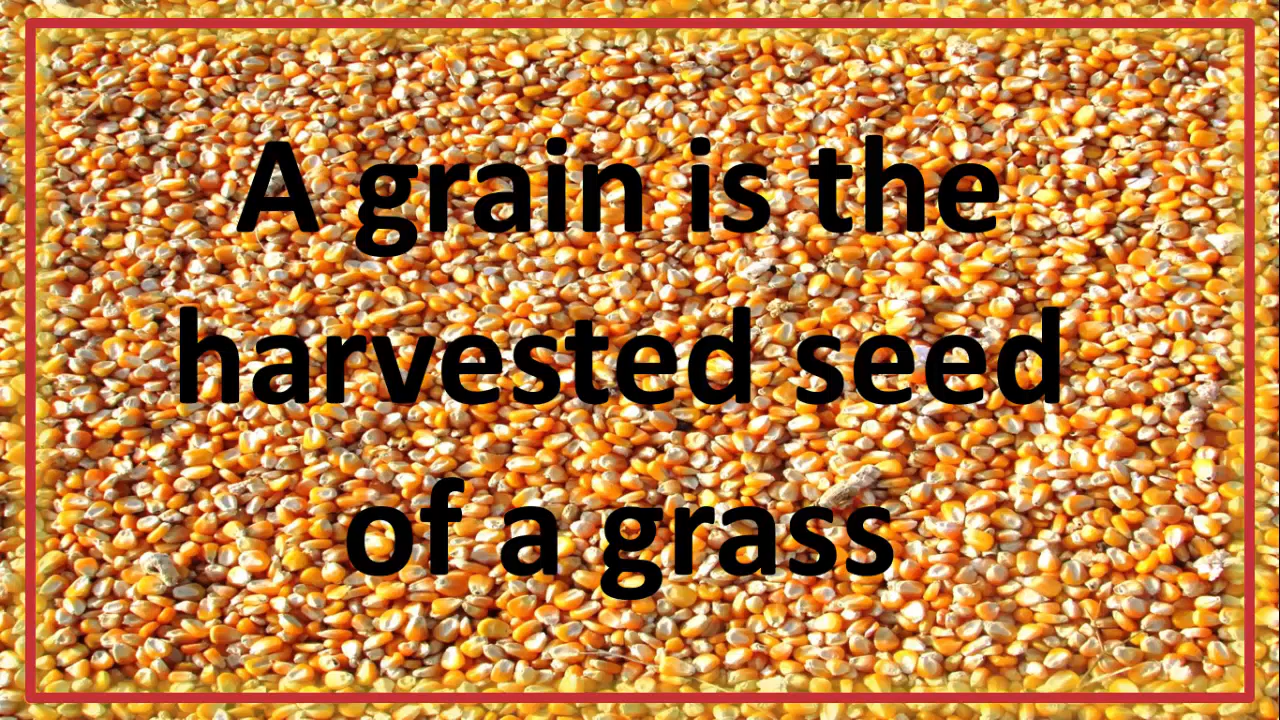 A grain is the
harvested seed
of a grass